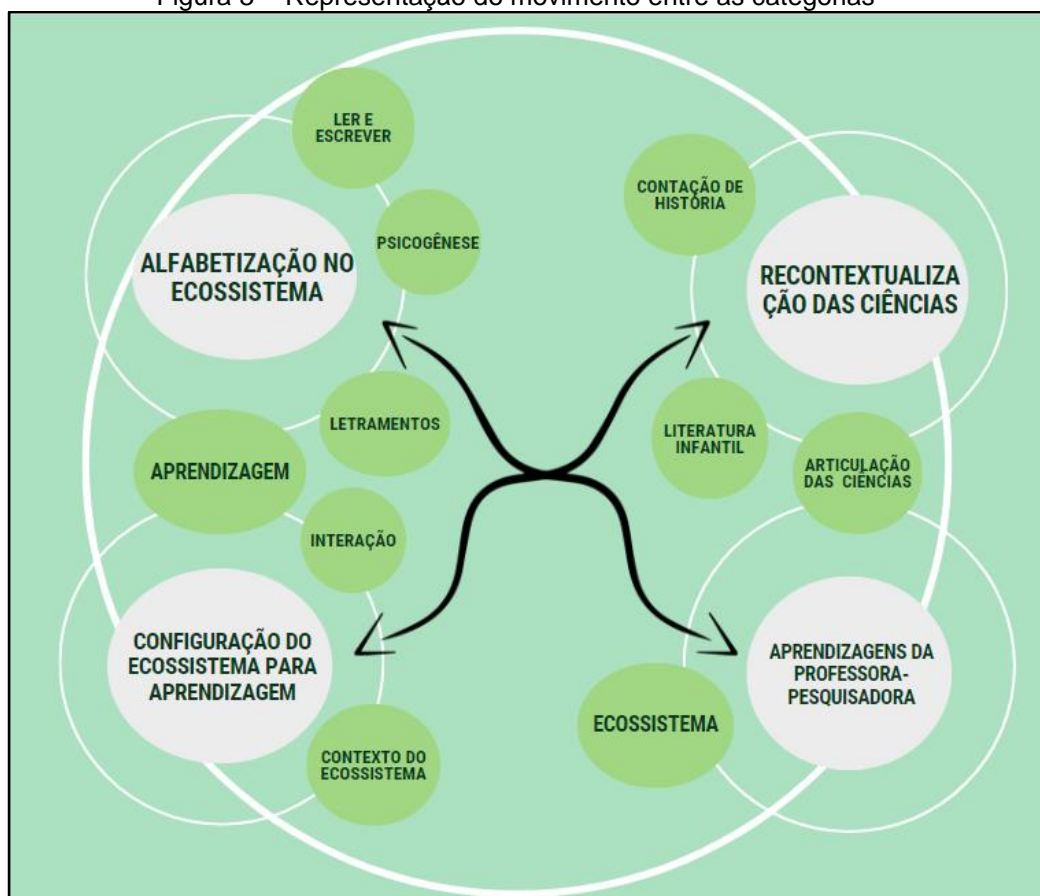 Figura – Representação do movimento entre as categorias
LER E
ESCREVER
PSICOGÊNESE
ALFABETIZAÇÃO NO
ECOSSISTEMA
LETRAMENTOS
APRENDIZAGEM
INTERAÇÃO
CONFIGURAÇÃO DO
ECOSSISTEMA PARA
APRENDIZAGEM
CONTEXTO DO
ECOSSISTEMA
CONTAÇÃO DE
HISTÓRIA
RECONTEXTUALIZA
ÇÃO DAS CIÊNCIAS
LITERATURA
INFANTIL
ARTICULAÇÃO
DAS CIÊNCIAS
APRENDIZAGENS DA
PROFESSORA-
PESQUISADORA
ECOSSISTEMA